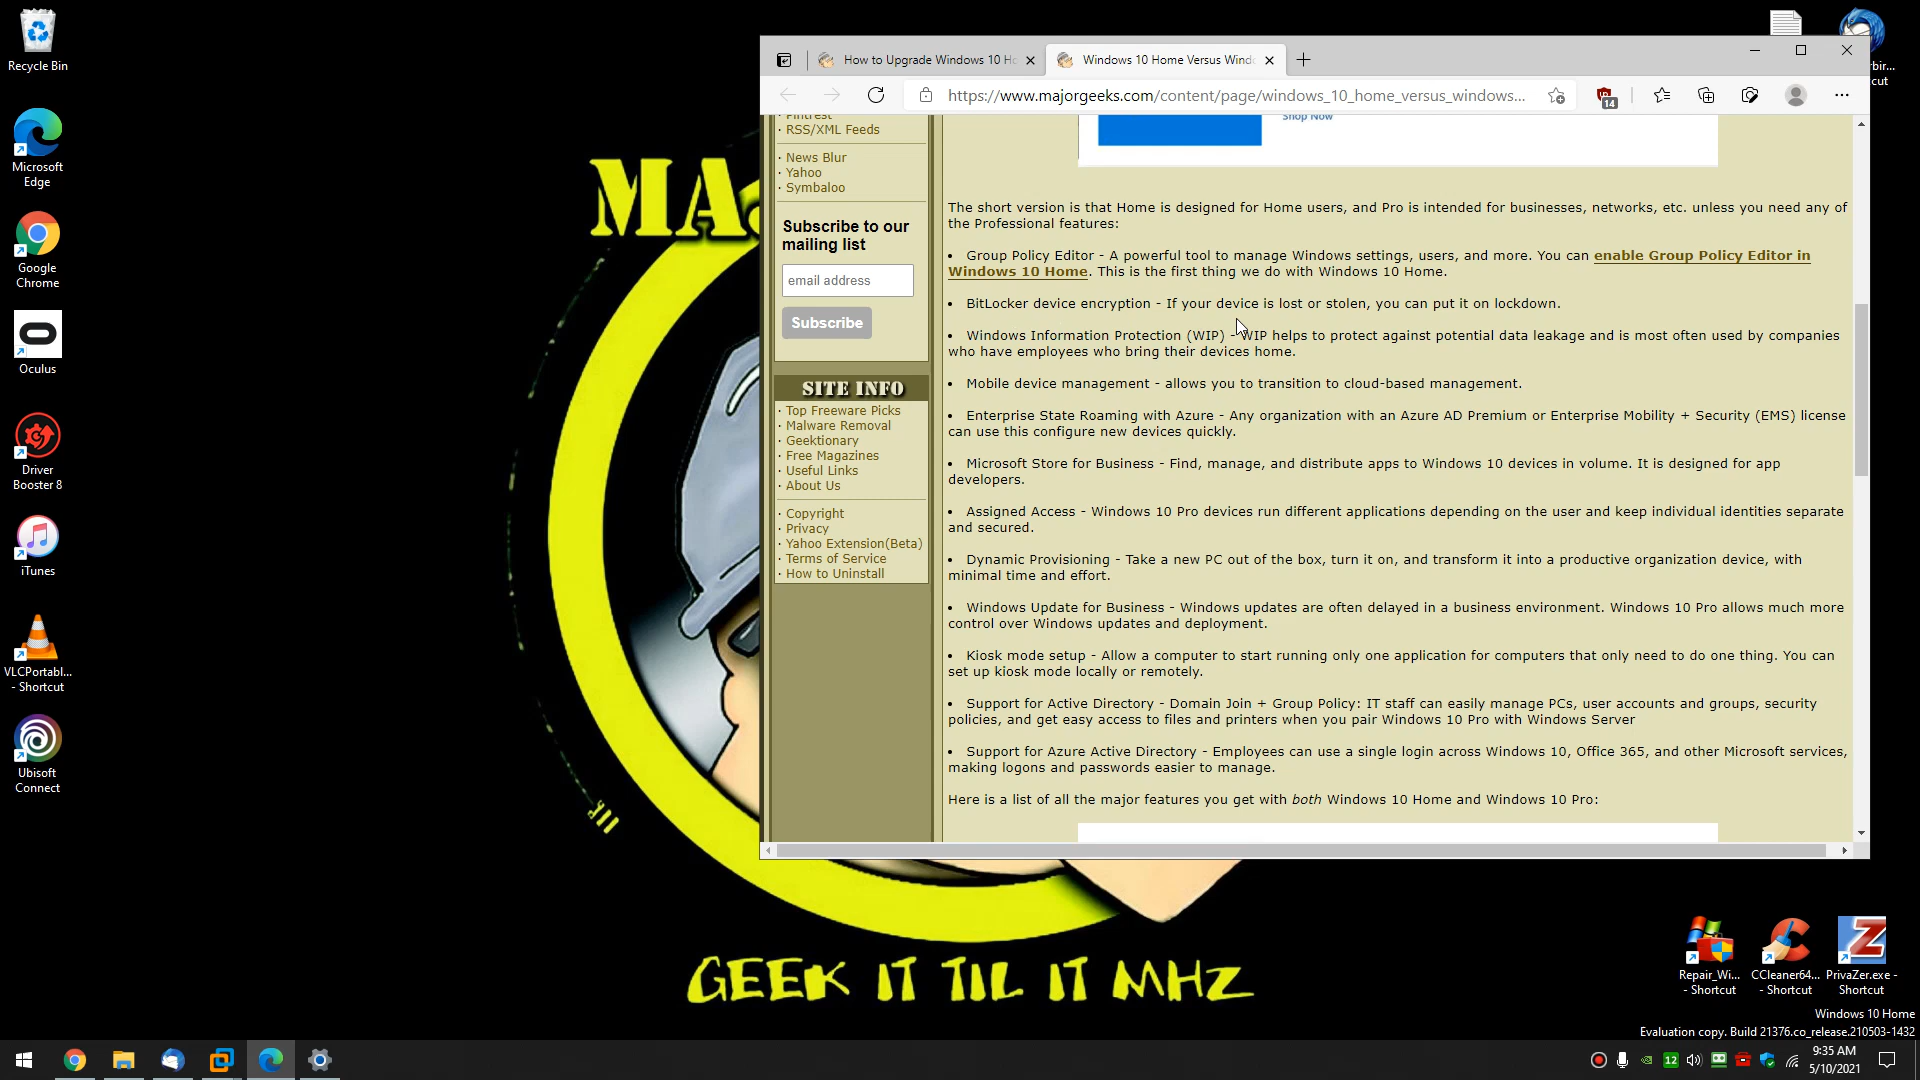 Recycle Bin
Microsoft
Edge
Google
Chrome
Oculus
Driver
Booster 8
iTunes
VLCPortabl...
- Shortcut
Ubisoft
Connect
MA
GEEK IT TIL IT MHZ
How to Upgrade Windows 10 Ho
Windows 10 Home Versus Wind
https://www.majorgeeks.com/content/page/windows_10_home_versus_windows...
14
Pintrest
· RSS/XML Feeds
· News Blur
· Yahoo
· Symbaloo
Subscribe to our
mailing list
email address
Subscribe
SITE INFO
· Top Freeware Picks
· Malware Removal
· Geektionary
· Free Magazines
· Useful Links
· About Us
· Copyright
· Privacy
· Yahoo Extension(Beta)
· Terms of Service
· How to Uninstall
Shop Now
The short version is that Home is designed for Home users, and Pro is intended for businesses, networks, etc. unless you need any of
the Professional features:
• Group Policy Editor - A powerful tool to manage Windows settings, users, and more. You can enable Group Policy Editor in
Windows 10 Home. This is the first thing we do with Windows 10 Home.
• BitLocker device encryption - If your device is lost or stolen, you can put it on lockdown.
• Windows Information Protection (WIP) - WIP helps to protect against potential data leakage and is most often used by companies
who have employees who bring their devices home.
• Mobile device management - allows you to transition to cloud-based management.
• Enterprise State Roaming with Azure - Any organization with an Azure AD Premium or Enterprise Mobility + Security (EMS) license
can use this configure new devices quickly.
• Microsoft Store for Business - Find, manage, and distribute apps to Windows 10 devices in volume. It is designed for app
developers.
• Assigned Access - Windows 10 Pro devices run different applications depending on the user and keep individual identities separate
and secured.
• Dynamic Provisioning - Take a new PC out of the box, turn it on, and transform it into a productive organization device, with
minimal time and effort.
• Windows Update for Business - Windows updates are often delayed in a business environment. Windows 10 Pro allows much more
control over Windows updates and deployment.
• Kiosk mode setup - Allow a computer to start running only one application for computers that only need to do one thing. You can
set up kiosk mode locally or remotely.
• Support for Active Directory - Domain Join + Group Policy: IT staff can easily manage PCs, user accounts and groups, security
policies, and get easy access to files and printers when you pair Windows 10 Pro with Windows Server
• Support for Azure Active Directory - Employees can use a single login across Windows 10, Office 365, and other Microsoft services,
making logons and passwords easier to manage.
Here is a list of all the major features you get with both Windows 10 Home and Windows 10 Pro:
Repair_Wi...
- Shortcut
CCleaner64...
- Shortcut
PrivaZer.exe -
Shortcut
Windows 10 Home
Evaluation copy. Build 21376.co_release.210503-1432
12
9:35 AM
5/10/2021